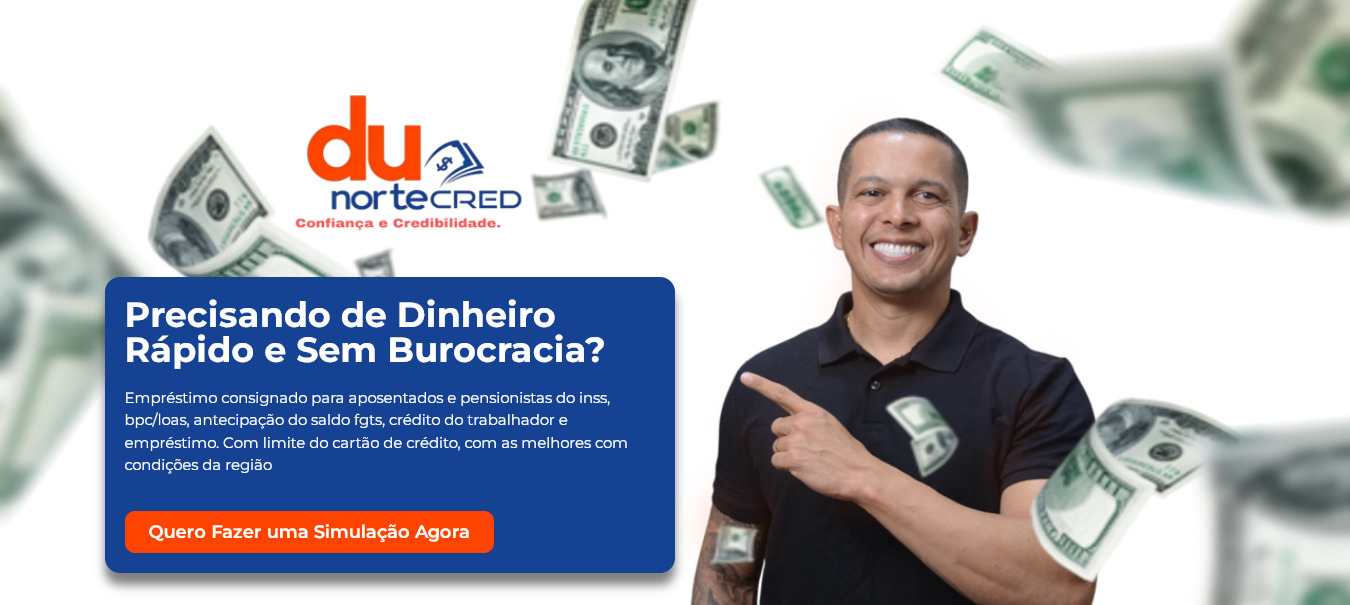 du
norteCRED
Confiança e Credibilidade.
Precisando de Dinheiro
Rápido e Sem Burocracia?
Empréstimo consignado para aposentados e pensionistas do inss,
bpc/loas, antecipação do saldo fgts, crédito do trabalhador e
empréstimo. Com limite do cartão de crédito, com as melhores com
condições da região
Quero Fazer uma Simulação Agora